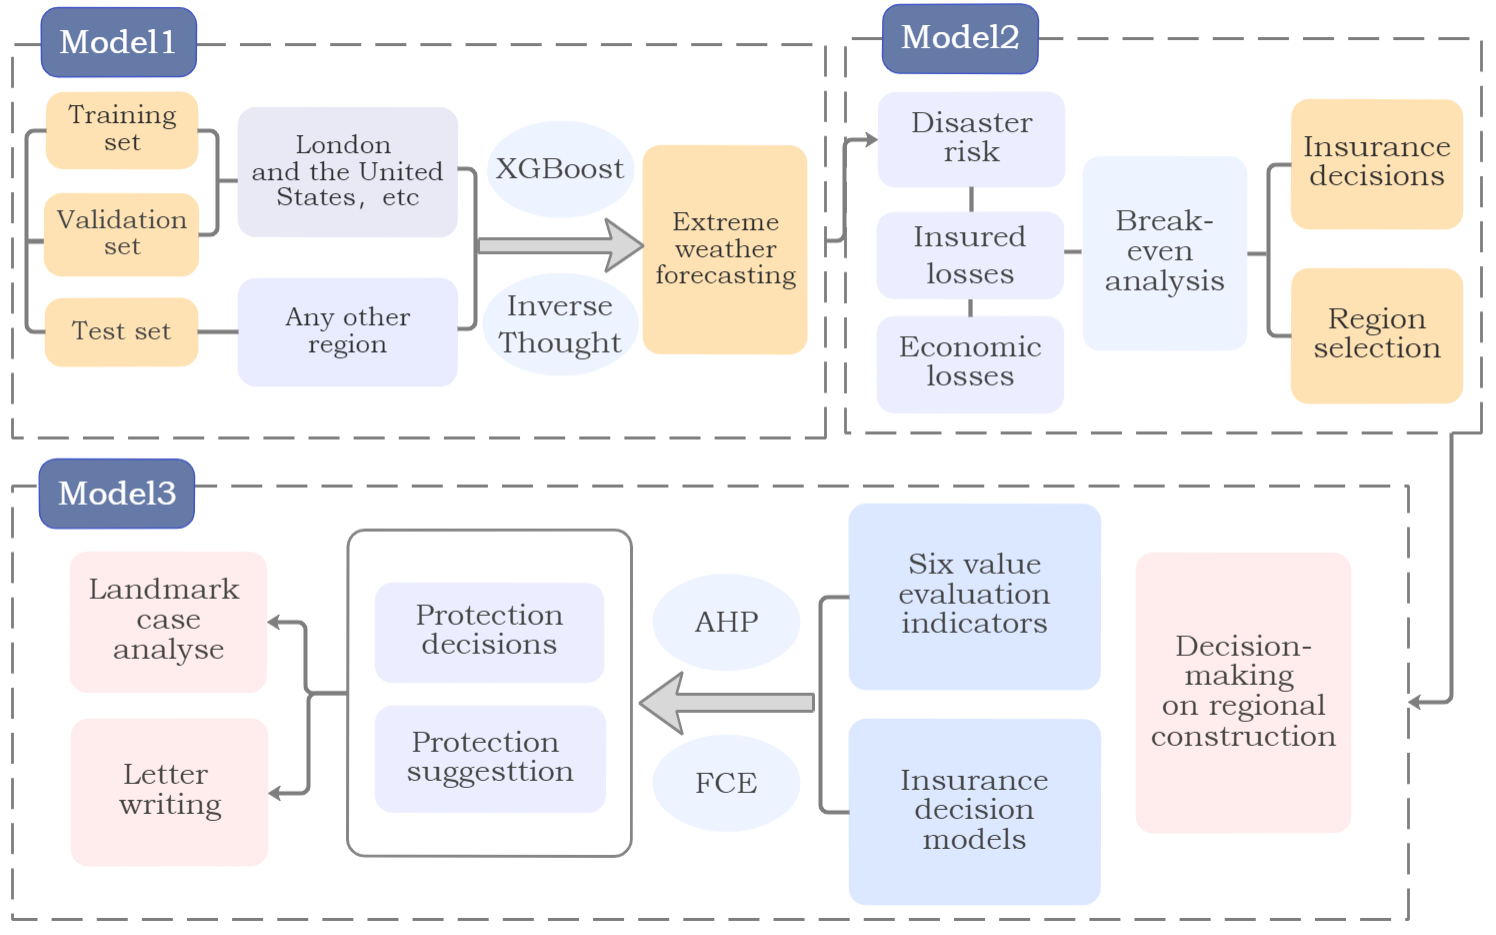 Model1
Training
set
Validation
set
Test set
London
and the United
States, etc
Any other
region
XGBoost
Inverse
Thought
Extreme
weather
forecasting
Model2
Disaster
risk
Insured
losses
Economic
losses
Break-
even
analysis
Insurance
decisions
Region
selection
Model3
Landmark
case
analyse
Letter
writing
Protection
decisions
Protection
suggesttion
AHP
FCE
Six value
evaluation
indicators
Insurance
decision
models
Decision-
making
on regional
construction